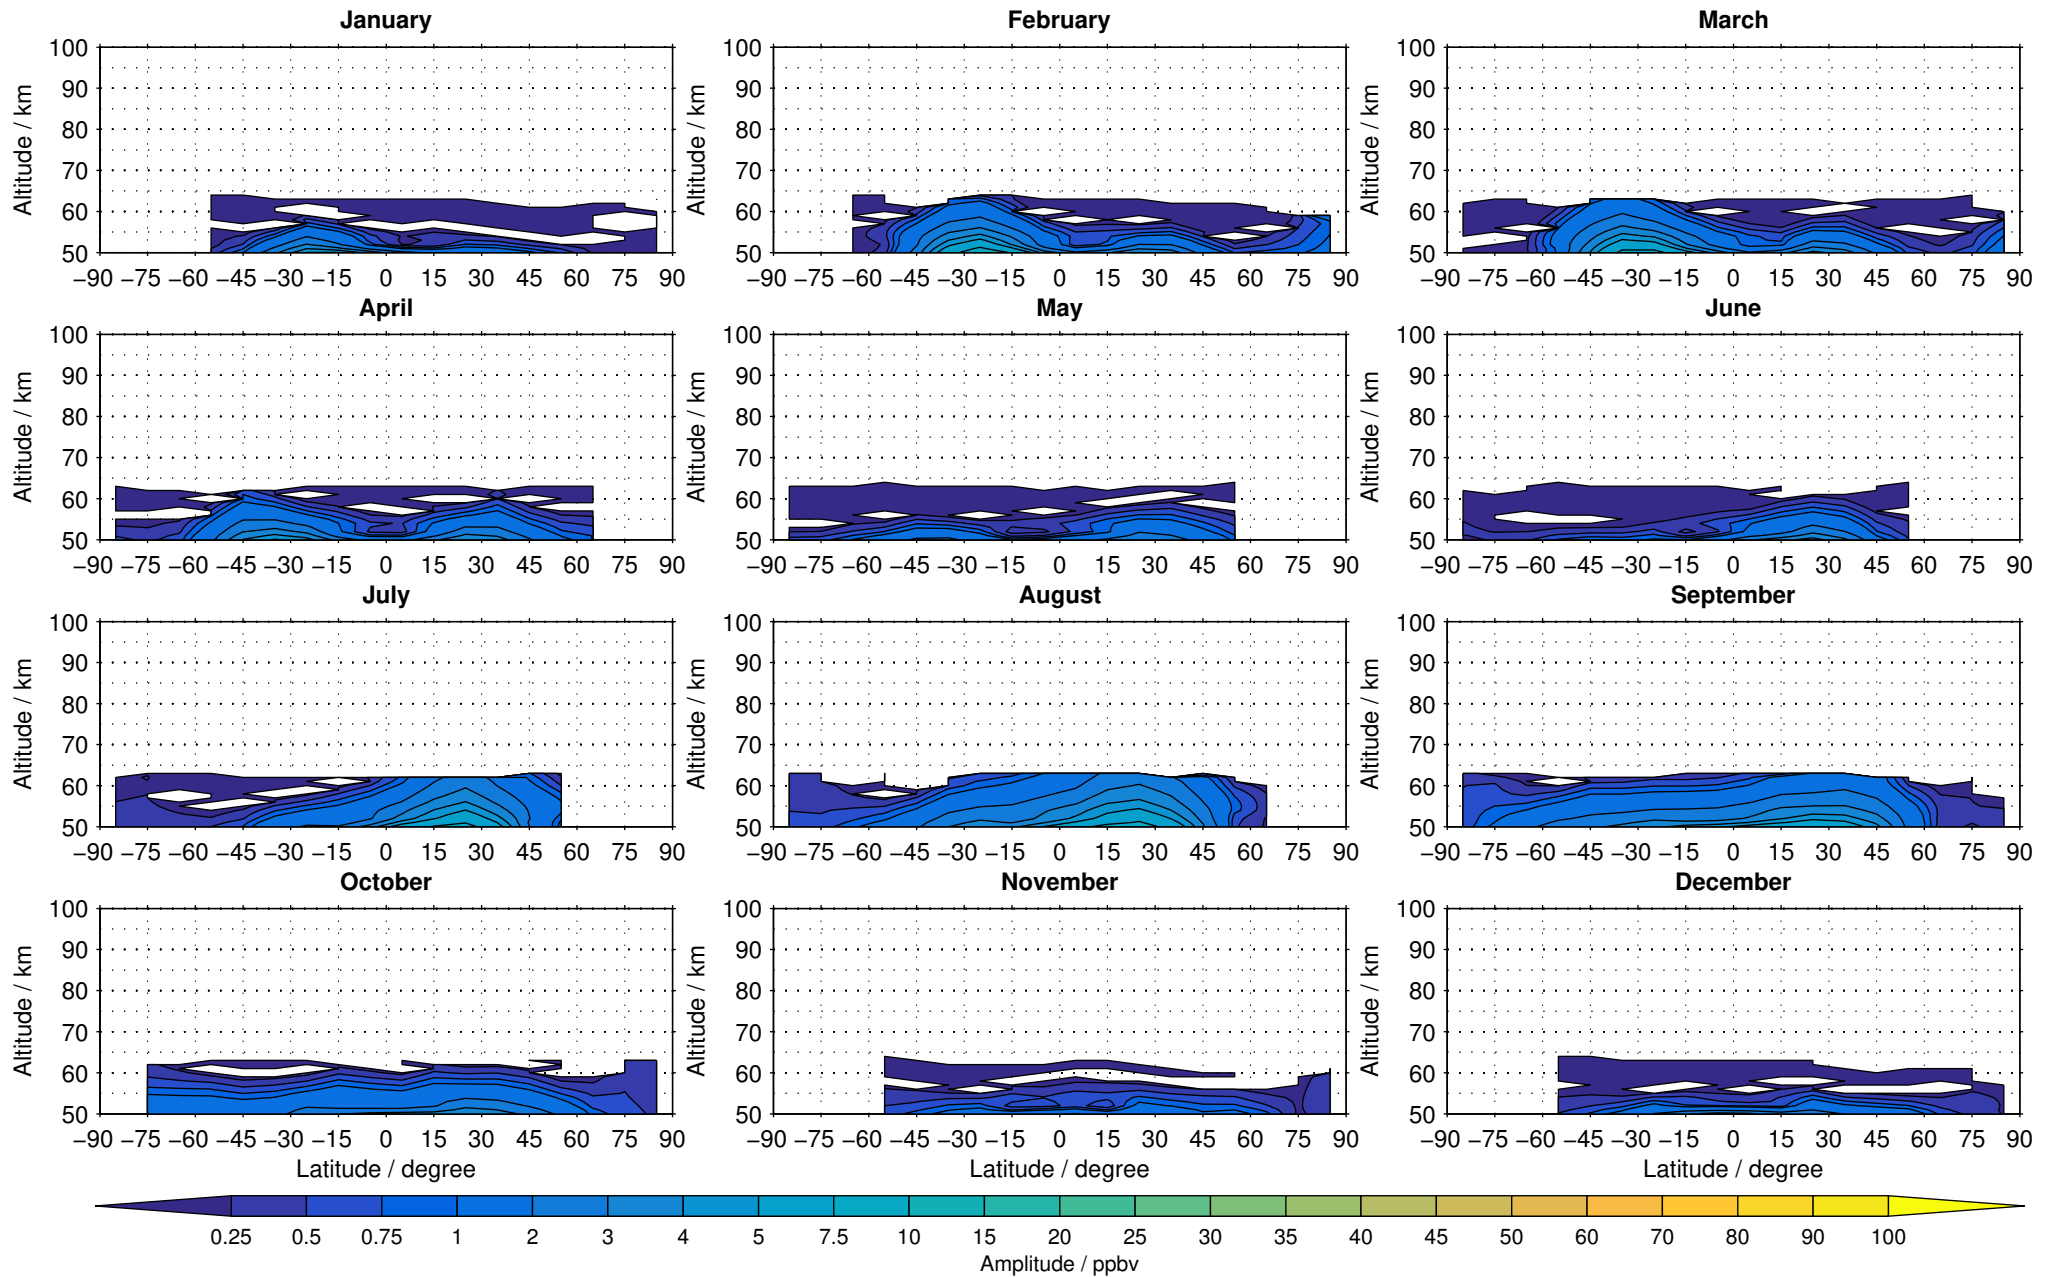 January February March
100 100 100
90 90 90
80 80 80
70 70 70
60 60 60
50 50 50
Altitude / km Altitude / km Altitude / km
−90 −75 −60 −45 −30 −15 0 15 30 45 60 75 90 −90 −75 −60 −45 −30 −15 0 15 30 45 60 75 90 −90 −75 −60 −45 −30 −15 0 15 30 45 60 75 90
April May June
100 100 100
90 90 90
80 80 80
70 70 70
60 60 60
50 50 50
Altitude / km Altitude / km Altitude / km
−90 −75 −60 −45 −30 −15 0 15 30 45 60 75 90 −90 −75 −60 −45 −30 −15 0 15 30 45 60 75 90 −90 −75 −60 −45 −30 −15 0 15 30 45 60 75 90
July August September
100 100 100
90 90 90
80 80 80
70 70 70
60 60 60
50 50 50
Altitude / km Altitude / km Altitude / km
−90 −75 −60 −45 −30 −15 0 15 30 45 60 75 90 −90 −75 −60 −45 −30 −15 0 15 30 45 60 75 90 −90 −75 −60 −45 −30 −15 0 15 30 45 60 75 90
October November December
100 100 100
90 90 90
80 80 80
70 70 70
60 60 60
50 50 50
Altitude / km Altitude / km Altitude / km
−90 −75 −60 −45 −30 −15 0 15 30 45 60 75 90 −90 −75 −60 −45 −30 −15 0 15 30 45 60 75 90 −90 −75 −60 −45 −30 −15 0 15 30 45 60 75 90
Latitude / degree Latitude / degree Latitude / degree
0.25 0.5 0.75 1 2 3 4 5 7.5 10 15 20 25 30 35 40 45 50 60 70 80 90 100
Amplitude / ppbv